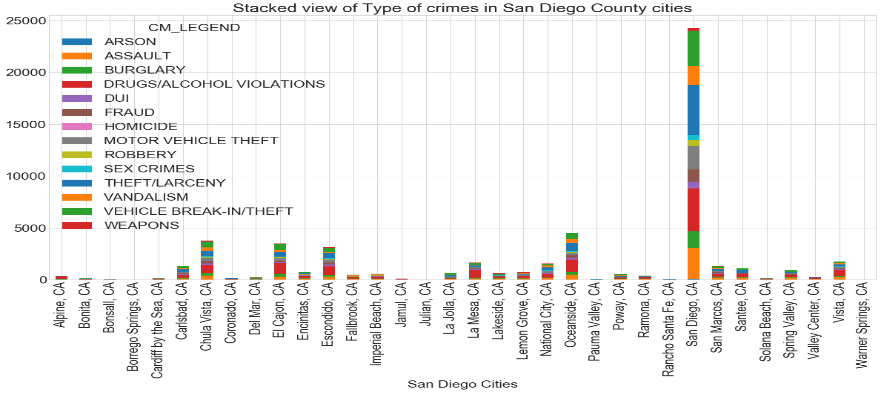 Stacked view of Type of crimes in San Diego County cities
CM_LEGEND
ARSON
ASSAULT
BURGLARY
DRUGS/ALCOHOL VIOLATIONS
DUI
FRAUD
HOMICIDE
MOTOR VEHICLE THEFT
ROBBERY
SEX CRIMES
THEFT/LARCENY
VANDALISM
VEHICLE BREAK-IN/THEFT
WEAPONS
25000
20000
15000
10000
5000
0
Alpine, CA
Bonita, CA
Bonsall, CA
Borrego Springs, CA
Cardiff by the Sea, CA
Carlsbad, CA
Chula Vista, CA
Coronado, CA
Del Mar, CA
El Cajon, CA
Encinitas, CA
Escondido, CA
Fallbrook, CA
Imperial Beach, CA
Jamul, CA
Julian, CA
La Jolla, CA
La Mesa, CA
Lakeside, CA
Lemon Grove, CA
National City, CA
Oceanside, CA
Pauma Valley, CA
Poway, CA
Ramona, CA
Rancho Santa Fe, CA
San Diego, CA
San Marcos, CA
Santee, CA
Solana Beach, CA
Spring Valley, CA
Valley Center, CA
Vista, CA
Warner Springs, CA
San Diego Cities